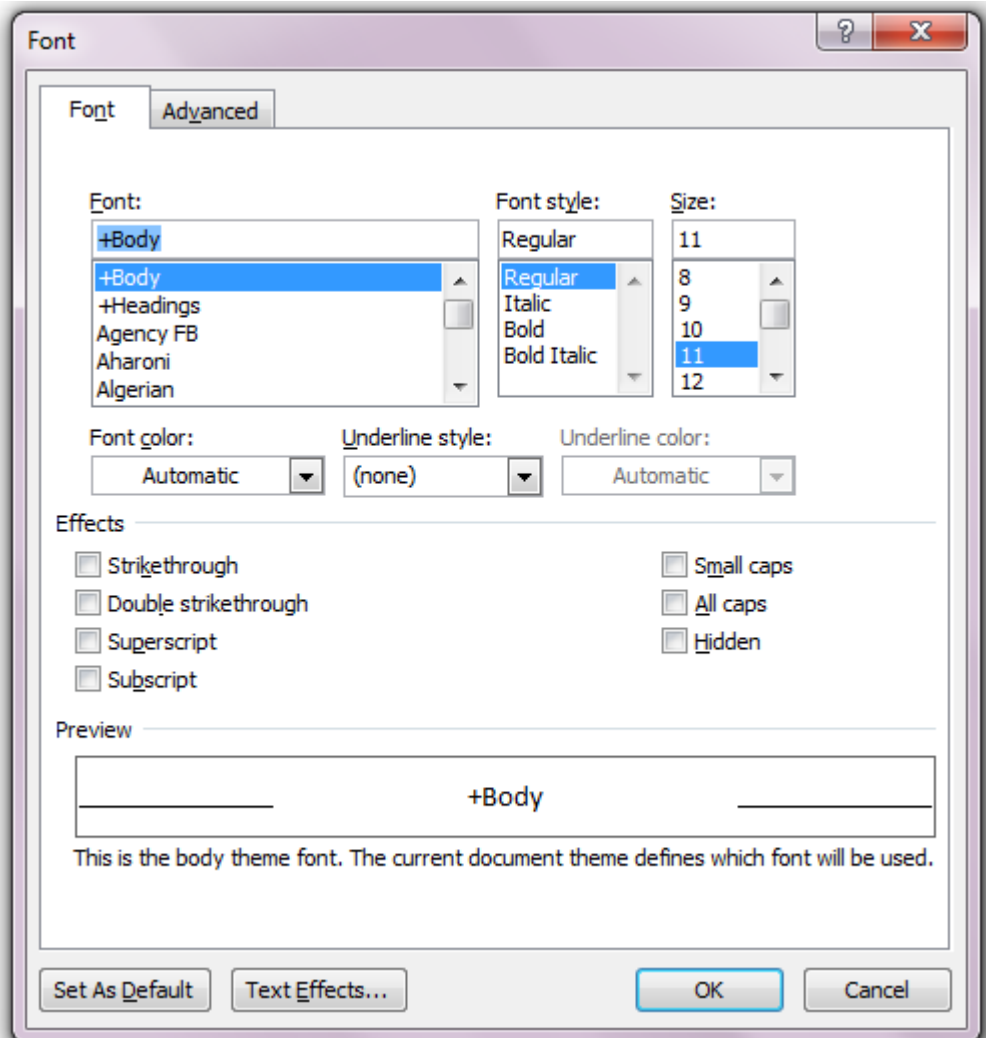 Font
Font Advanced
Font: Font style: Size:
+Body Regular 11
+Body Regular 8
+Headings Italic 9
Agency FB Bold 10
Aharoni Bold Italic 11
Algerian 12
Font color: Underline style: Underline color:
Automatic (none) Automatic
Effects
Strikethrough Small caps
Double strikethrough All caps
Superscript Hidden
Subscript
Preview
+Body
This is the body theme font. The current document theme defines which font will be used.
Set As Default Text Effects... OK Cancel